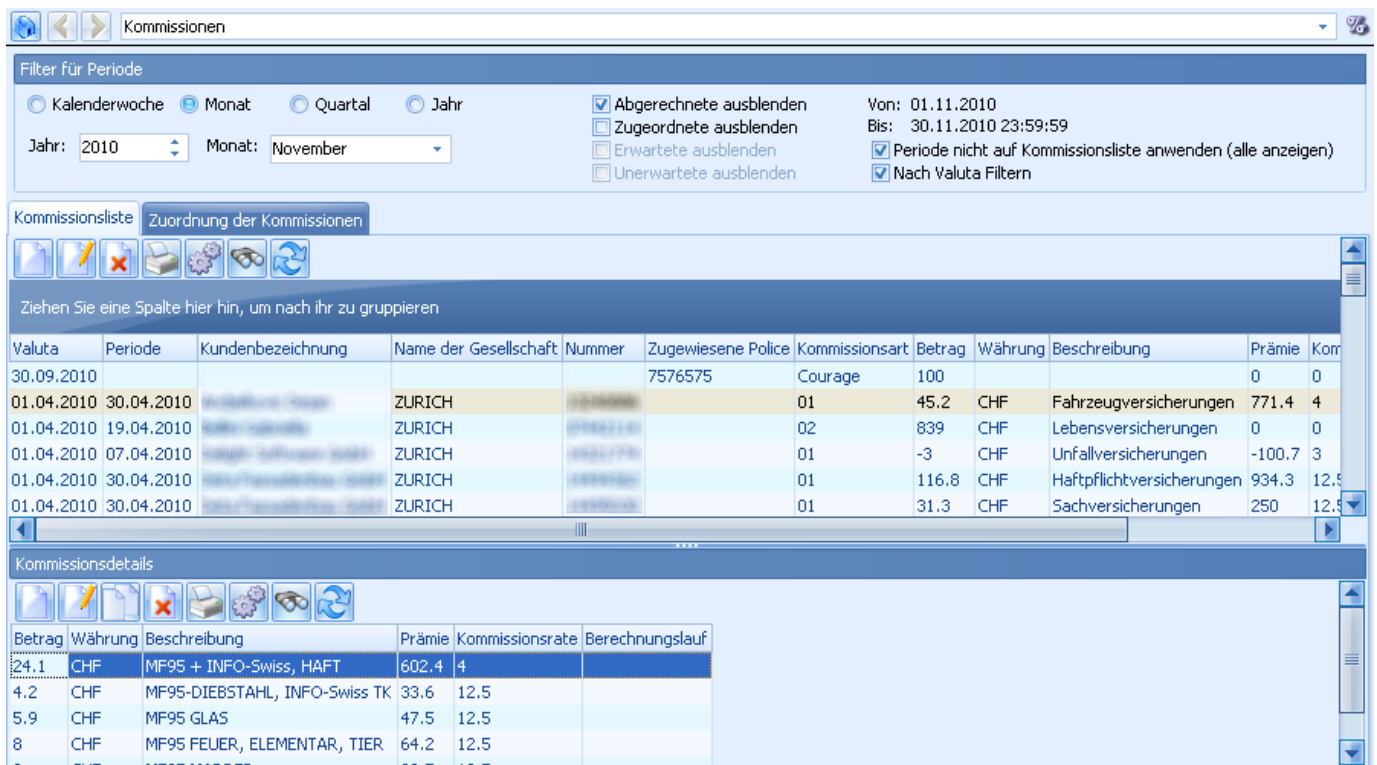 Kommissionen
Filter für Periode
Kalenderwoche Monat Quartal Jahr
Jahr: 2010 Monat: November
Abgerechnete ausblenden
Zugeordnete ausblenden
Erwartete ausblenden
Unerwartete ausblenden
Von: 01.11.2010
Bis: 30.11.2010 23:59:59
Periode nicht auf Kommissionsliste anwenden (alle anzeigen)
Nach Valuta Filtern
Kommissionsliste Zuordnung der Kommissionen
Ziehen Sie eine Spalte hier hin, um nach ihr zu gruppieren
Valuta Periode Kundenbezeichnung Name der Gesellschaft Nummer Zugewiesene Police Kommissionsart Betrag Währung Beschreibung Prämie Kom
30.09.2010 7576575 Courage 100 0 0
01.04.2010 30.04.2010 ZURICH 01 45.2 CHF Fahrzeugversicherungen 771.4 4
01.04.2010 19.04.2010 ZURICH 02 839 CHF Lebensversicherungen 0 0
01.04.2010 07.04.2010 ZURICH 01 -3 CHF Unfallversicherungen -100.7 3
01.04.2010 30.04.2010 ZURICH 01 116.8 CHF Haftpflichtversicherungen 934.3 12.5
01.04.2010 30.04.2010 ZURICH 01 31.3 CHF Sachversicherungen 250 12.5
Kommissionsdetails
Betrag Währung Beschreibung Prämie Kommissionsrate Berechnungslauf
24.1 CHF MF95 + INFO-Swiss, HAFT 602.4 4
4.2 CHF MF95-DIEBSTAHL, INFO-Swiss TK 33.6 12.5
5.9 CHF MF95 GLAS 47.5 12.5
8 CHF MF95 FEUER, ELEMENTAR, TIER 64.2 12.5